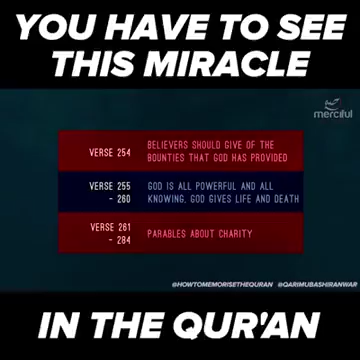 YOU HAVE TO SEE
THIS MIRACLE
merciful
VERSE 254
BELIEVERS SHOULD GIVE OF THE
BOUNTIES THAT GOD HAS PROVIDED
VERSE 255
- 260
GOD IS ALL POWERFUL AND ALL
KNOWING, GOD GIVES LIFE AND DEATH
VERSE 261
- 284
PARABLES ABOUT CHARITY
@HOWTOMEMORISETHEQURAN @QARIMUBASHIRANWAR
IN THE QUR'AN